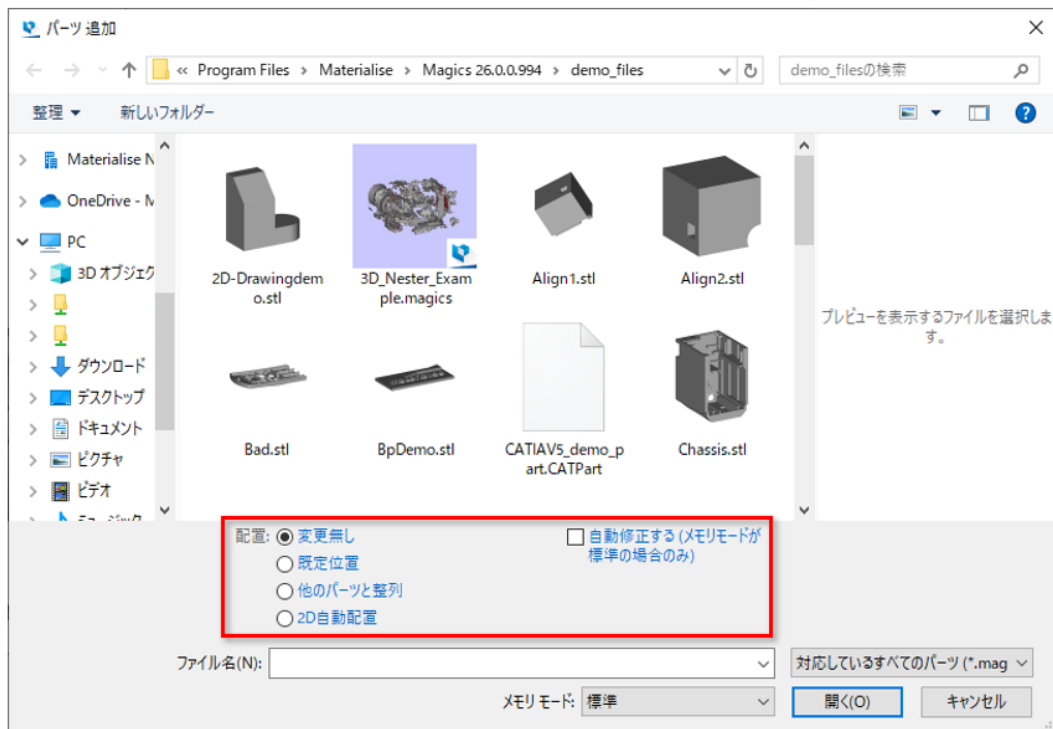 パーツ 追加
« Program Files › Materialise › Magics 26.0.0.994 › demo_files
demo_filesの検索
整理
新しいフォルダー
Materialise N
OneDrive - M
PC
3D オブジェク
ダウンロード
デスクトップ
ドキュメント
ピクチャ
ビデオ
ミュージック
2D-Drawingdem
o.stl
3D_Nester_Exam
ple.magics
Align1.stl
Align2.stl
Bad.stl
BpDemo.stl
CATIAV5_demo_p
art.CATPart
Chassis.stl
プレビューを表示するファイルを選択しま
す。
配置:
変更無し
既定位置
他のパーツと整列
2D自動配置
自動修正する (メモリモードが
標準の場合のみ)
ファイル名(N):
対応しているすべてのパーツ (*.mag
メモリ モード: 標準
開く(O)
キャンセル